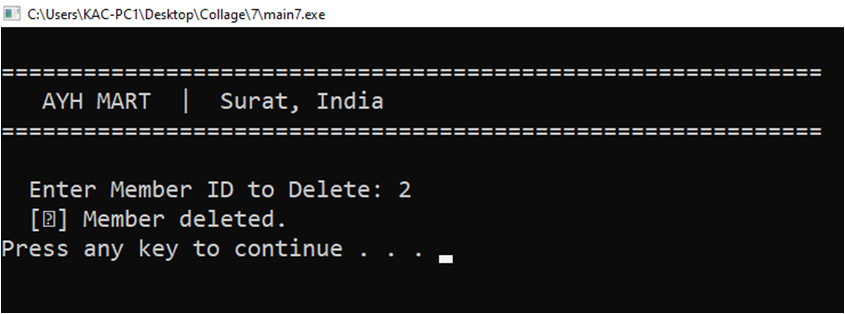 C:\Users\KAC-PC1\Desktop\Collage\7\main7.exe
============================================================
AYH MART | Surat, India
============================================================
Enter Member ID to Delete: 2
[⍰] Member deleted.
Press any key to continue . . .